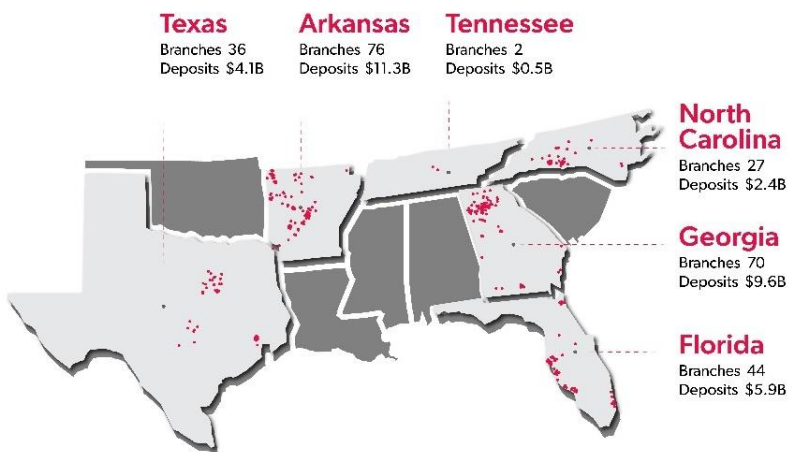 Texas
Branches 36
Deposits $4.1B
Arkansas
Branches 76
Deposits $11.3B
Tennessee
Branches 2
Deposits $0.5B
North
Carolina
Branches 27
Deposits $2.4B
Georgia
Branches 70
Deposits $9.6B
Florida
Branches 44
Deposits $5.9B